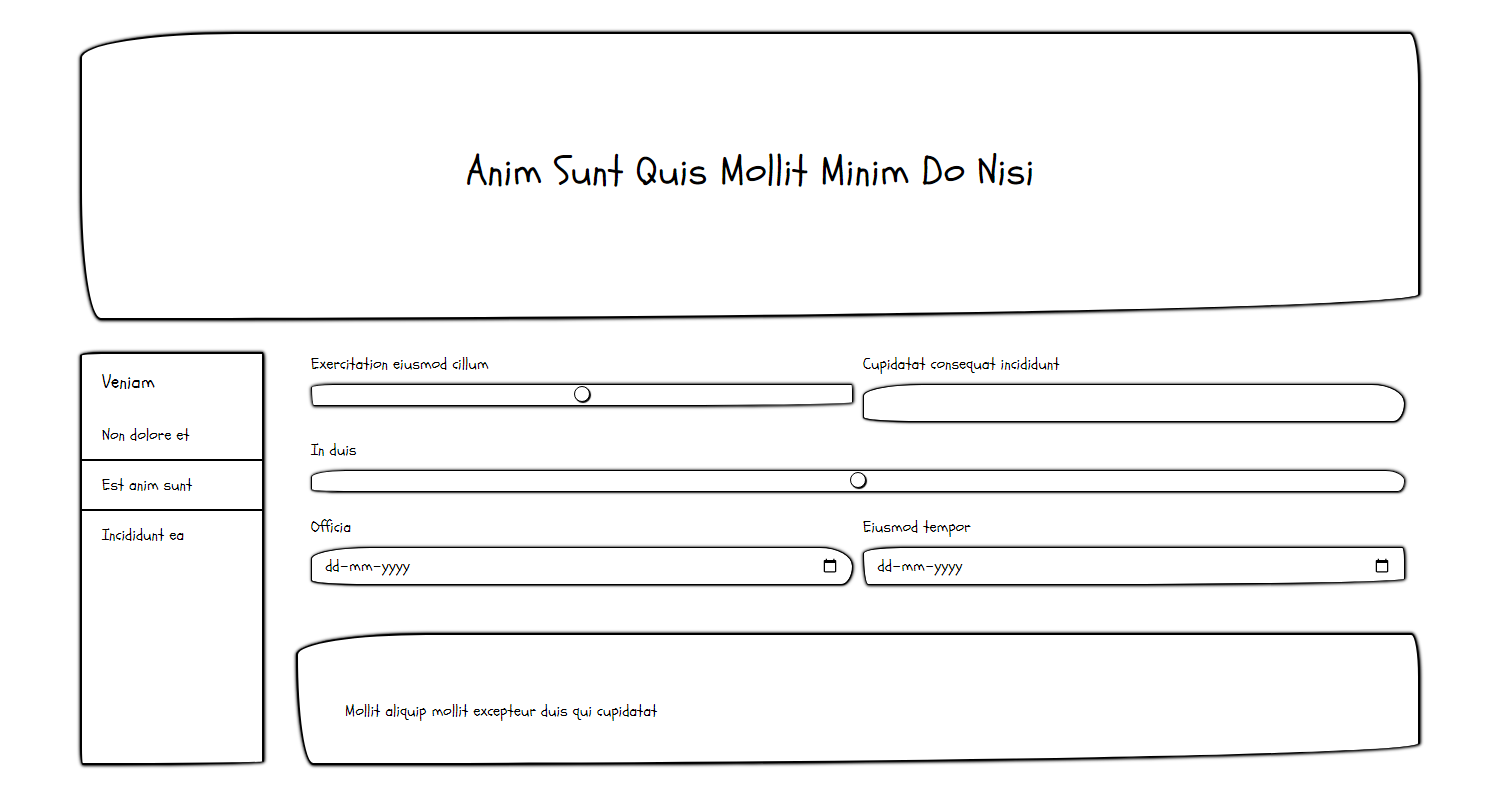 Anim Sunt Quis Mollit Minim Do Nisi
Veniam
Non dolore et
Est anim sunt
Incididunt ea
Exercitation eiusmod cillum
Cupidatat consequat incididunt
In duis
Officia
dd-mm-yyyy
Eiusmod tempor
dd-mm-yyyy
Mollit aliquip mollit excepteur duis qui cupidatat